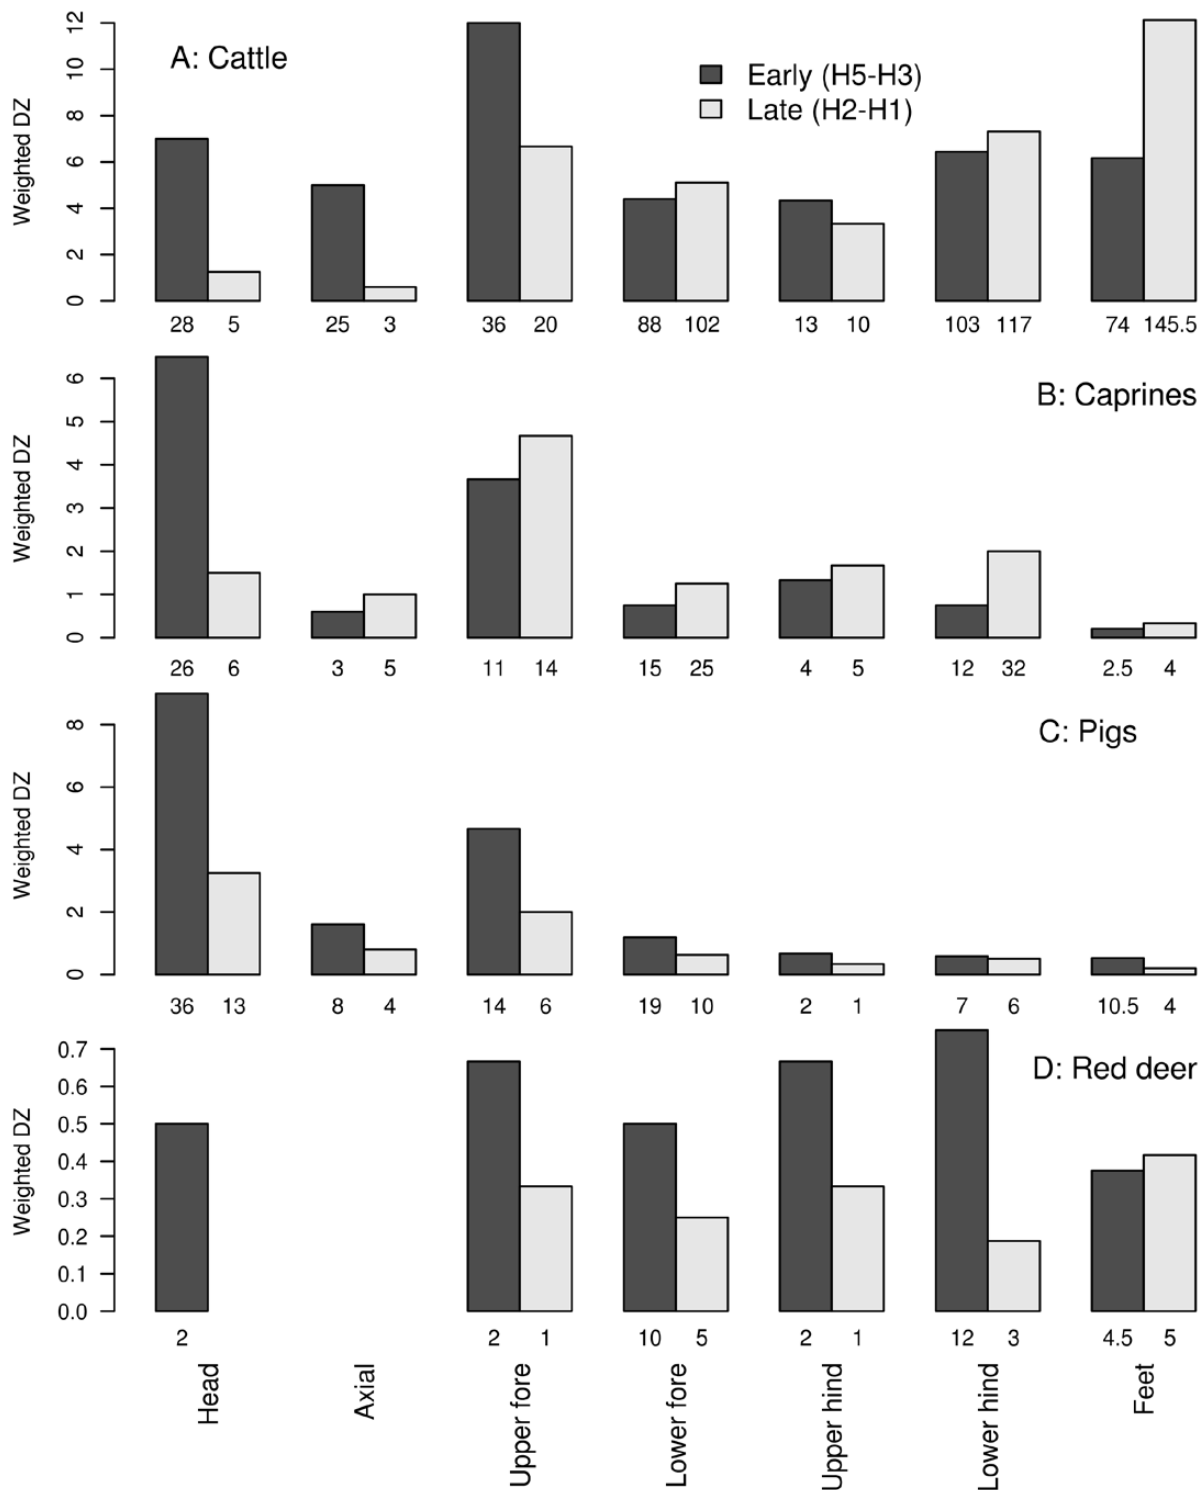 A: Cattle
Early (H5-H3)
Late (H2-H1)
Weighted DZ
12
10
8
6
4
2
0
28 5 25 3 36 20 88 102 13 10 103 117 74 145.5
B: Caprines
Weighted DZ
6
5
4
3
2
1
0
26 6 3 5 11 14 15 25 4 5 12 32 2.5 4
C: Pigs
Weighted DZ
8
6
4
2
0
36 13 8 4 14 6 19 10 2 1 7 6 10.5 4
D: Red deer
Weighted DZ
0.7
0.6
0.5
0.4
0.3
0.2
0.1
0.0
2 2 1 10 5 2 1 12 3 4.5 5
Head
Axial
Upper fore
Lower fore
Upper hind
Lower hind
Feet